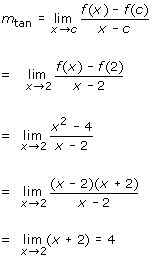 m_tan = lim_{x→c} (f(x) – f(c))/(x – c)
= lim_{x→2} (f(x) – f(2))/(x – 2)
= lim_{x→2} (x² – 4)/(x – 2)
= lim_{x→2} ((x – 2)(x + 2))/(x – 2)
= lim_{x→2} (x + 2) = 4